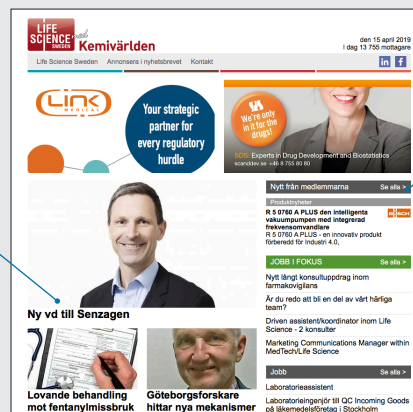 LIFE
SCIENCE med
SWEDEN
Kemivärlden
den 15 april 2019
I dag 13 755 mottagare
Life Science Sweden Annonsera i nyhetsbrevet Kontakt
in f
Link
MEDICAL
Your strategic
partner for
every regulatory
hurdle
We're only
in it for the
drugs!
SDS: Experts in Drug Development and Biostatistics
scanddev.se +46 8 755 80 80
Nytt från medlemmarna Se alla >
Produktnyheter
R 5 0760 A PLUS den intelligenta
vakuumpumpen med integrerad
frekvensomvandlare
BUSCH
R 5 0760 A PLUS - en innovativ produkt
förberedd för Industri 4.0,
JOBB I FOKUS Se alla >
Nytt långt konsultuppdrag inom
farmakovigilans
Är du redo att bli en del av vårt härliga
team?
Driven assistent/koordinator inom Life
Science - 2 konsulter
Marketing Communications Manager within
MedTech/Life Science
Jobb Se alla >
Laboratorieassistent
Laboratorieingenjör till QC Incoming Goods
på läkemedelsföretag i Stockholm
Ny vd till Senzagen
Lovande behandling
mot fentanylmissbruk
Göteborgsforskare
hittar nya mekanismer